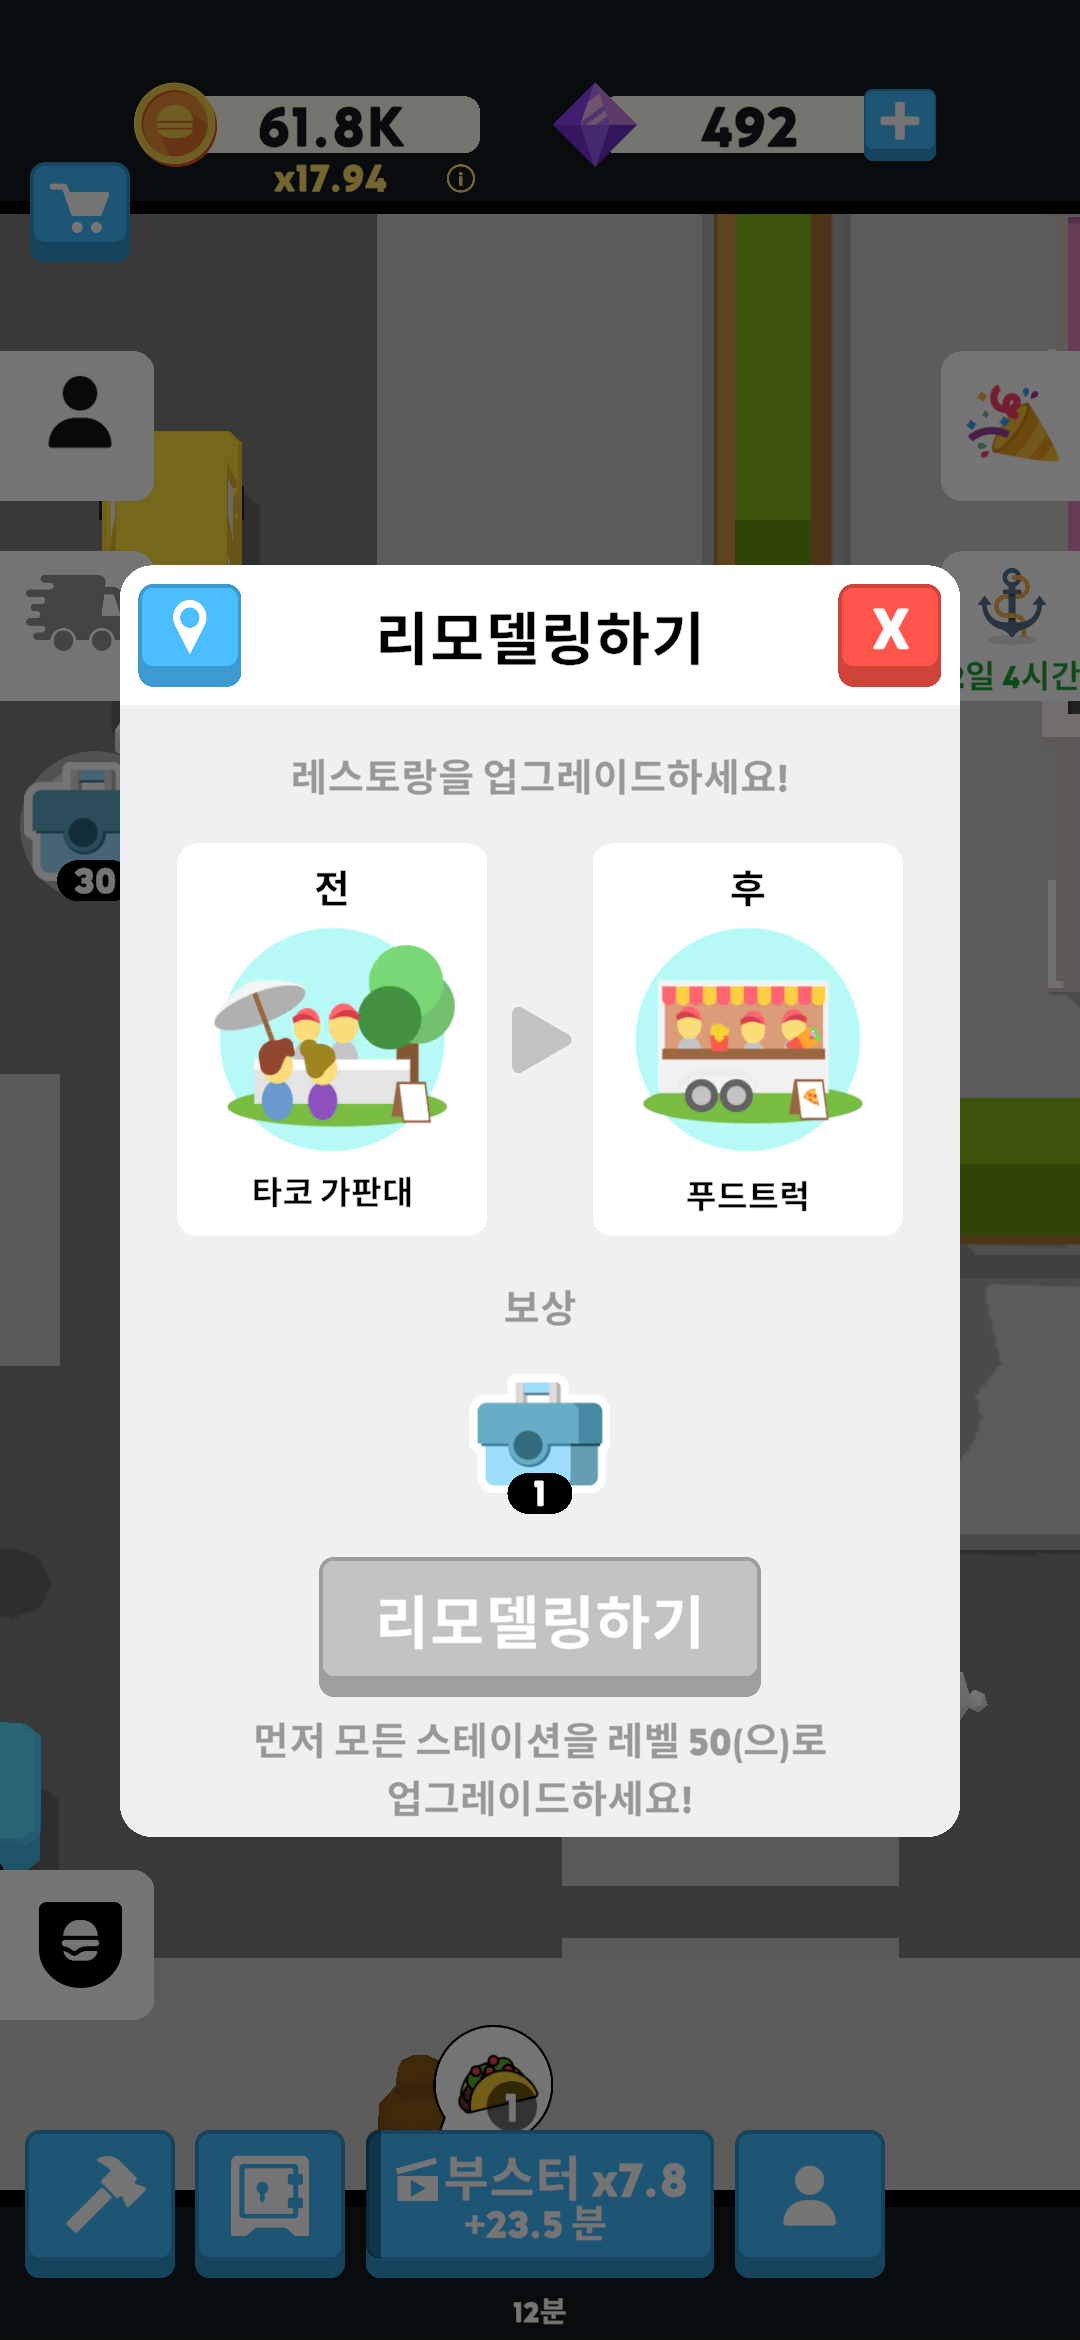 61.8K
492
x17.94
리모델링하기
X
2일 4시간
레스토랑을 업그레이드하세요!
30
전
후
타코 가판대
푸드트럭
보상
1
리모델링하기
먼저 모든 스테이션을 레벨 50(으)로
업그레이드하세요!
1
부스터 x7.8
+23.5 분
12분